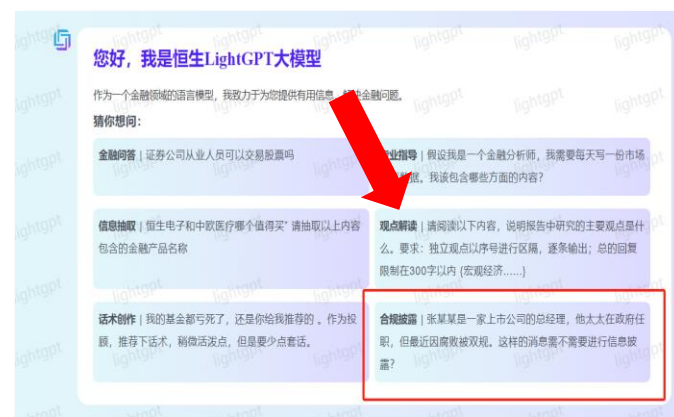 您好，我是恒生LightGPT大模型
作为一个金融领域的语言模型，我致力于为您提供有用信息，解决金融问题。
猜你想问：
金融问答 | 证券公司从业人员可以交易股票吗
业指导 | 假设我是一个金融分析师，我需要每天写一份市场
数据。我该包含哪些方面的内容？
信息抽取 | 恒生电子和中欧医疗哪个值得买" 请抽取以上内容
包含的金融产品名称
观点解读 | 请阅读以下内容，说明报告中研究的主要观点是什
么。要求：独立观点以序号进行区隔，逐条输出；总的回复
限制在300字以内 (宏观经济......)
话术创作 | 我的基金都亏死了，还是你给我推荐的 。作为投
顾，推荐下话术，稍微活泼点，但是要少点套话。
合规披露 | 张某某是一家上市公司的总经理，他太太在政府任
职，但最近因腐败被双规。这样的消息需不需要进行信息披
露？